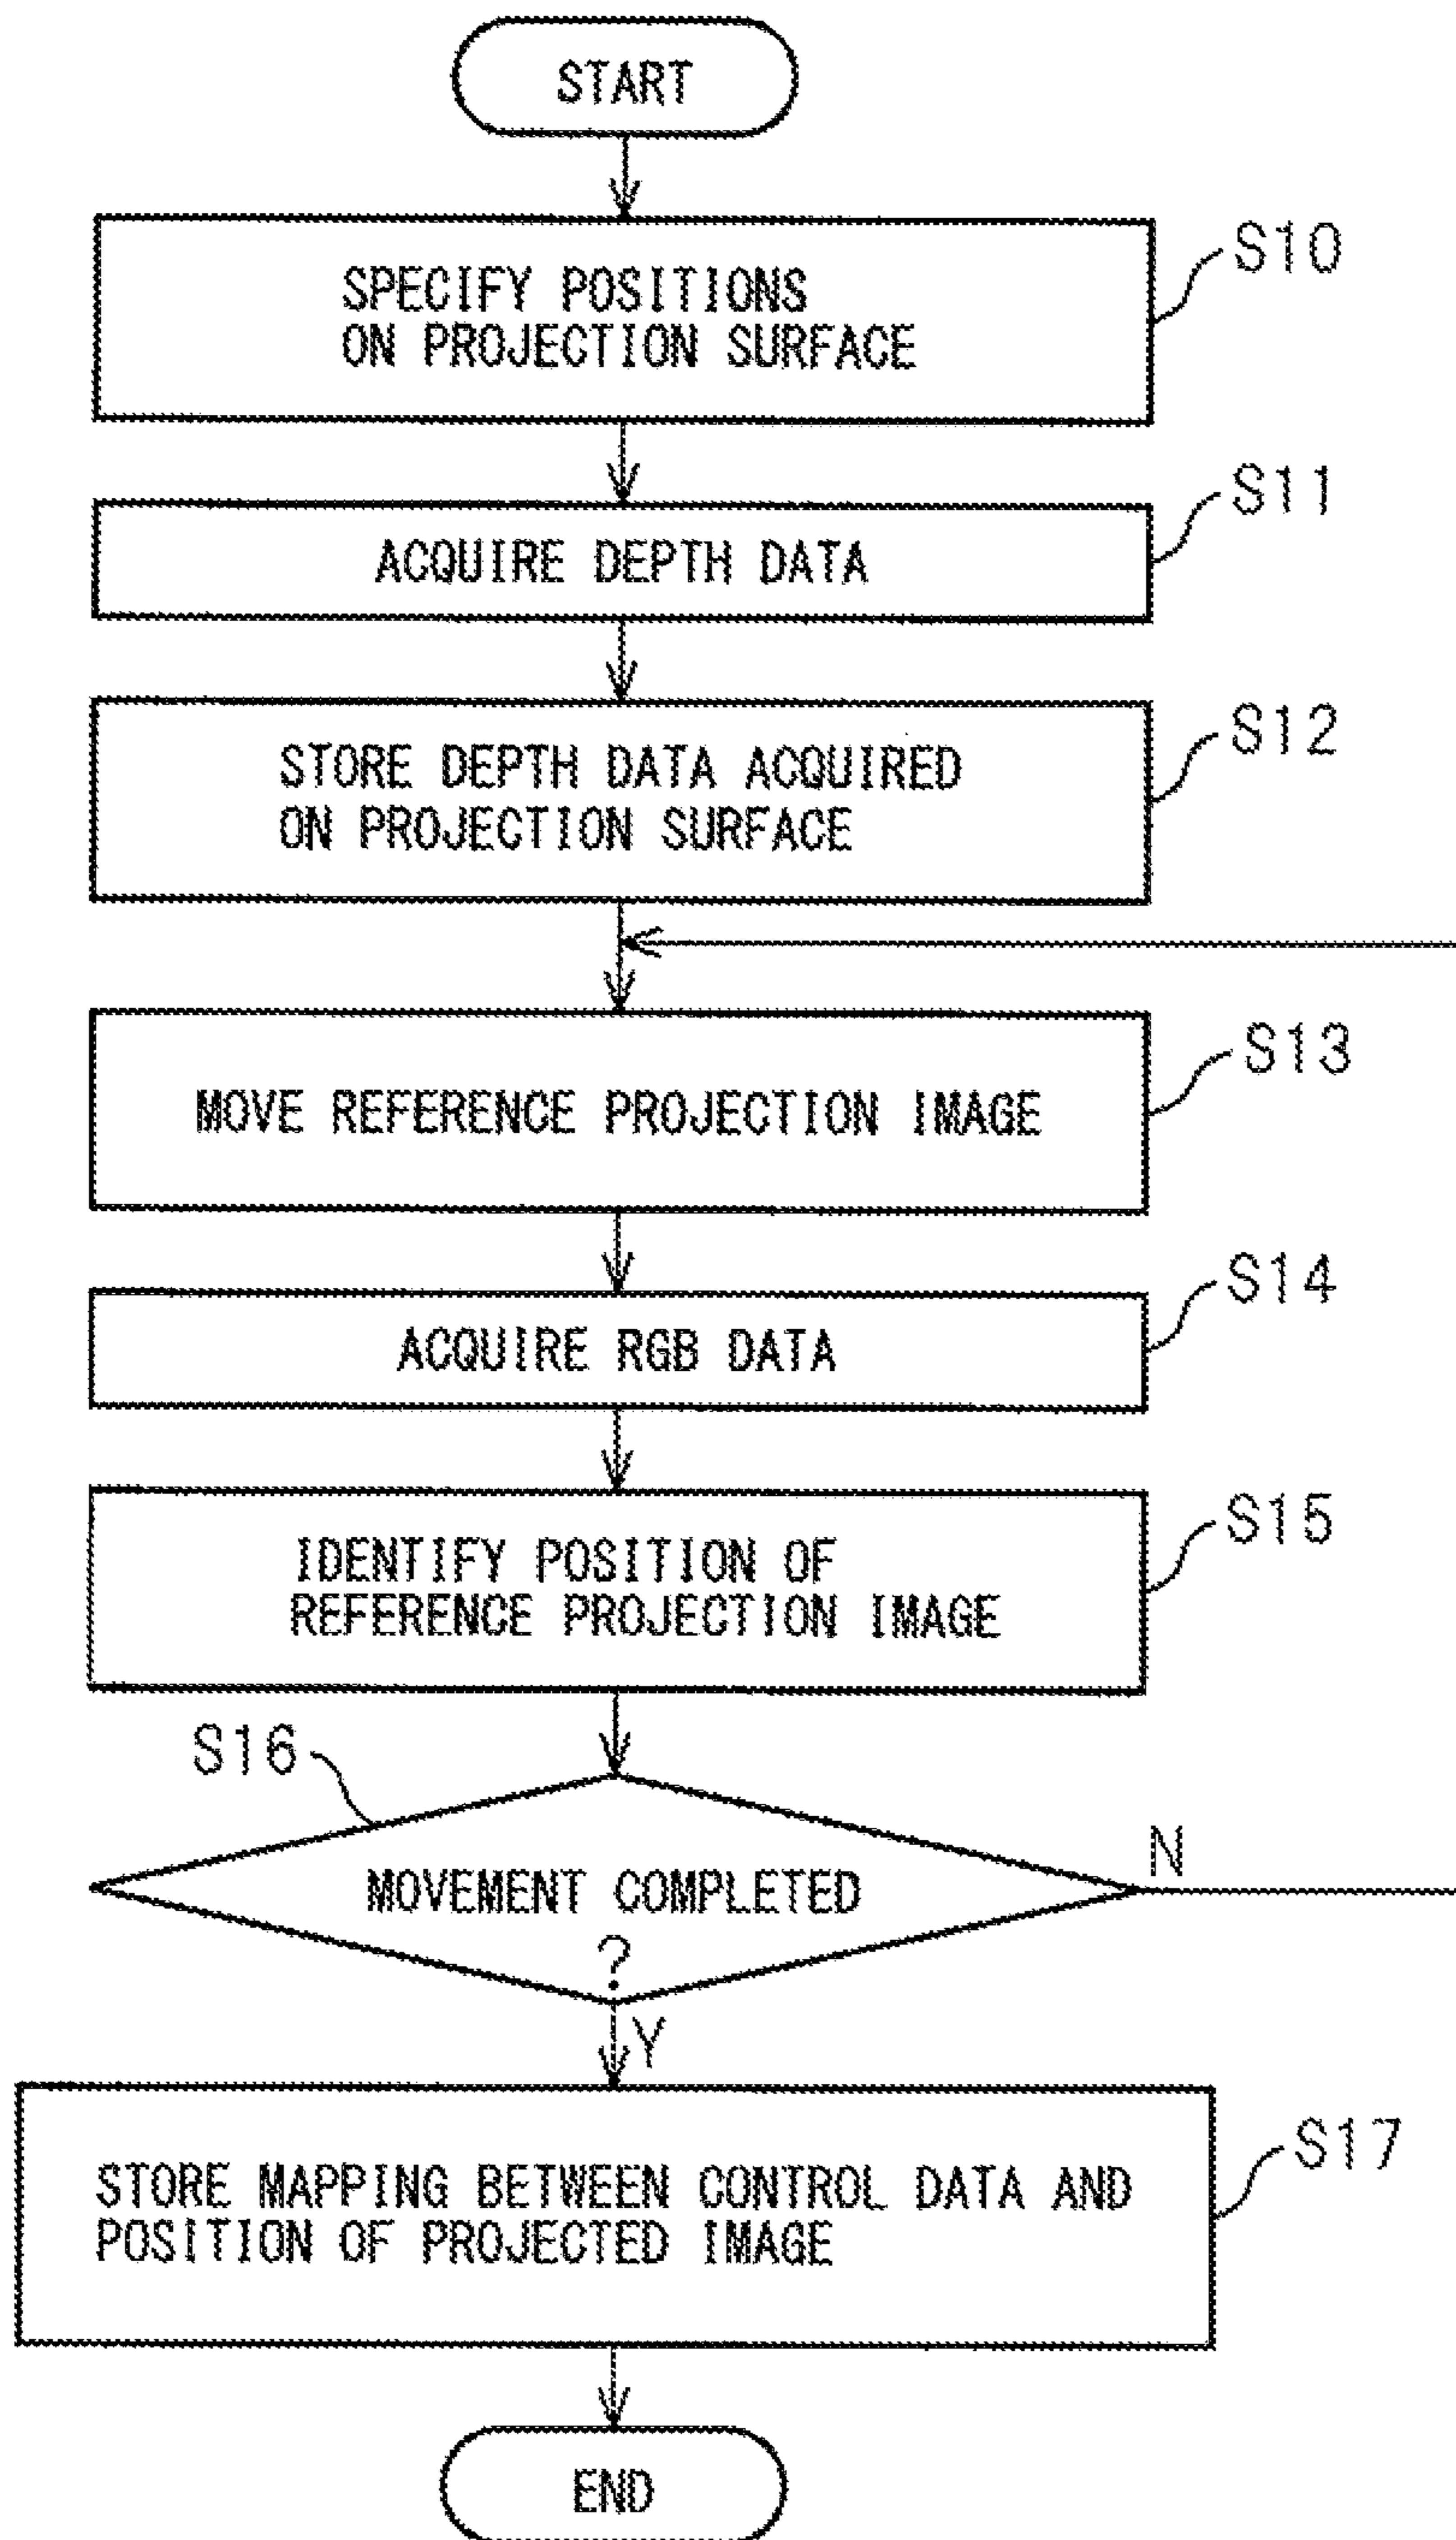 START
SPECIFY POSITIONS
ON PROJECTION SURFACE
S10
ACQUIRE DEPTH DATA
S11
STORE DEPTH DATA ACQUIRED
ON PROJECTION SURFACE
S12
MOVE REFERENCE PROJECTION IMAGE
S13
ACQUIRE RGB DATA
S14
IDENTIFY POSITION OF
REFERENCE PROJECTION IMAGE
S15
S16
MOVEMENT COMPLETED
?
N
Y
STORE MAPPING BETWEEN CONTROL DATA AND
POSITION OF PROJECTED IMAGE
S17
END